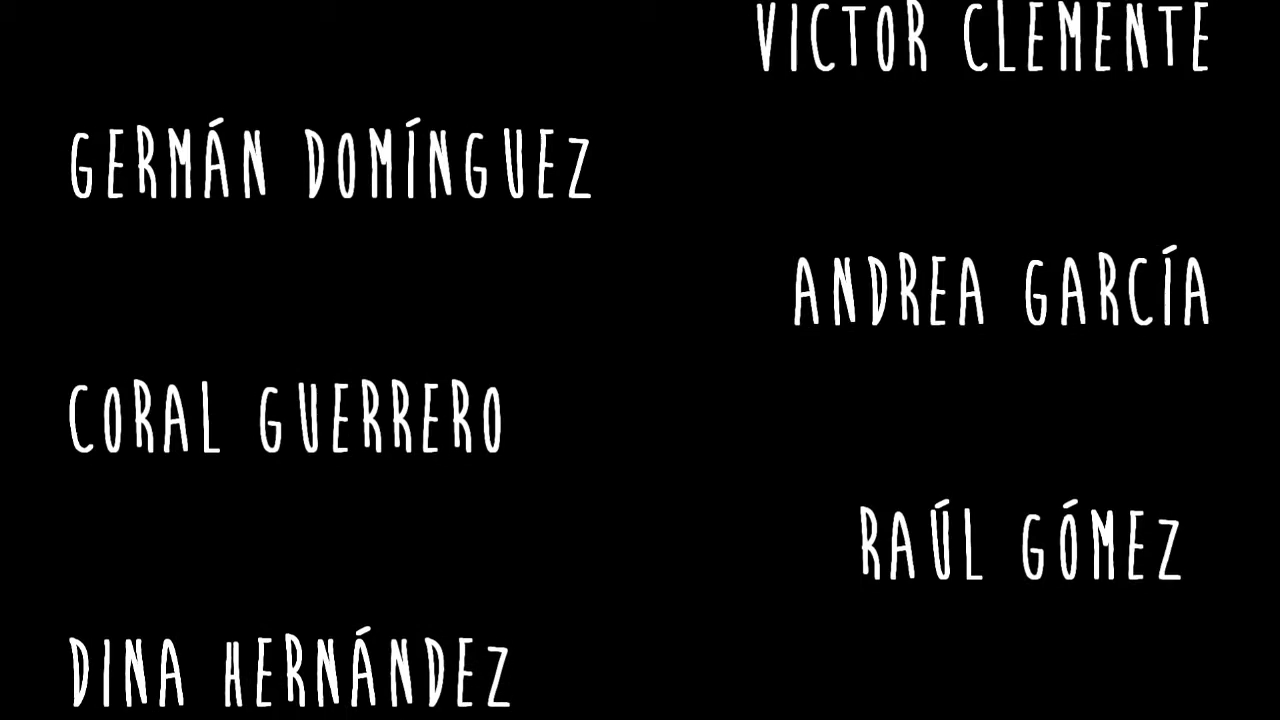 VICTOR CLEMENTE
GERMÁN DOMÍNGUEZ
ANDREA GARCÍA
CORAL GUERRERO
RAÚL GÓMEZ
DINA HERNÁNDEZ